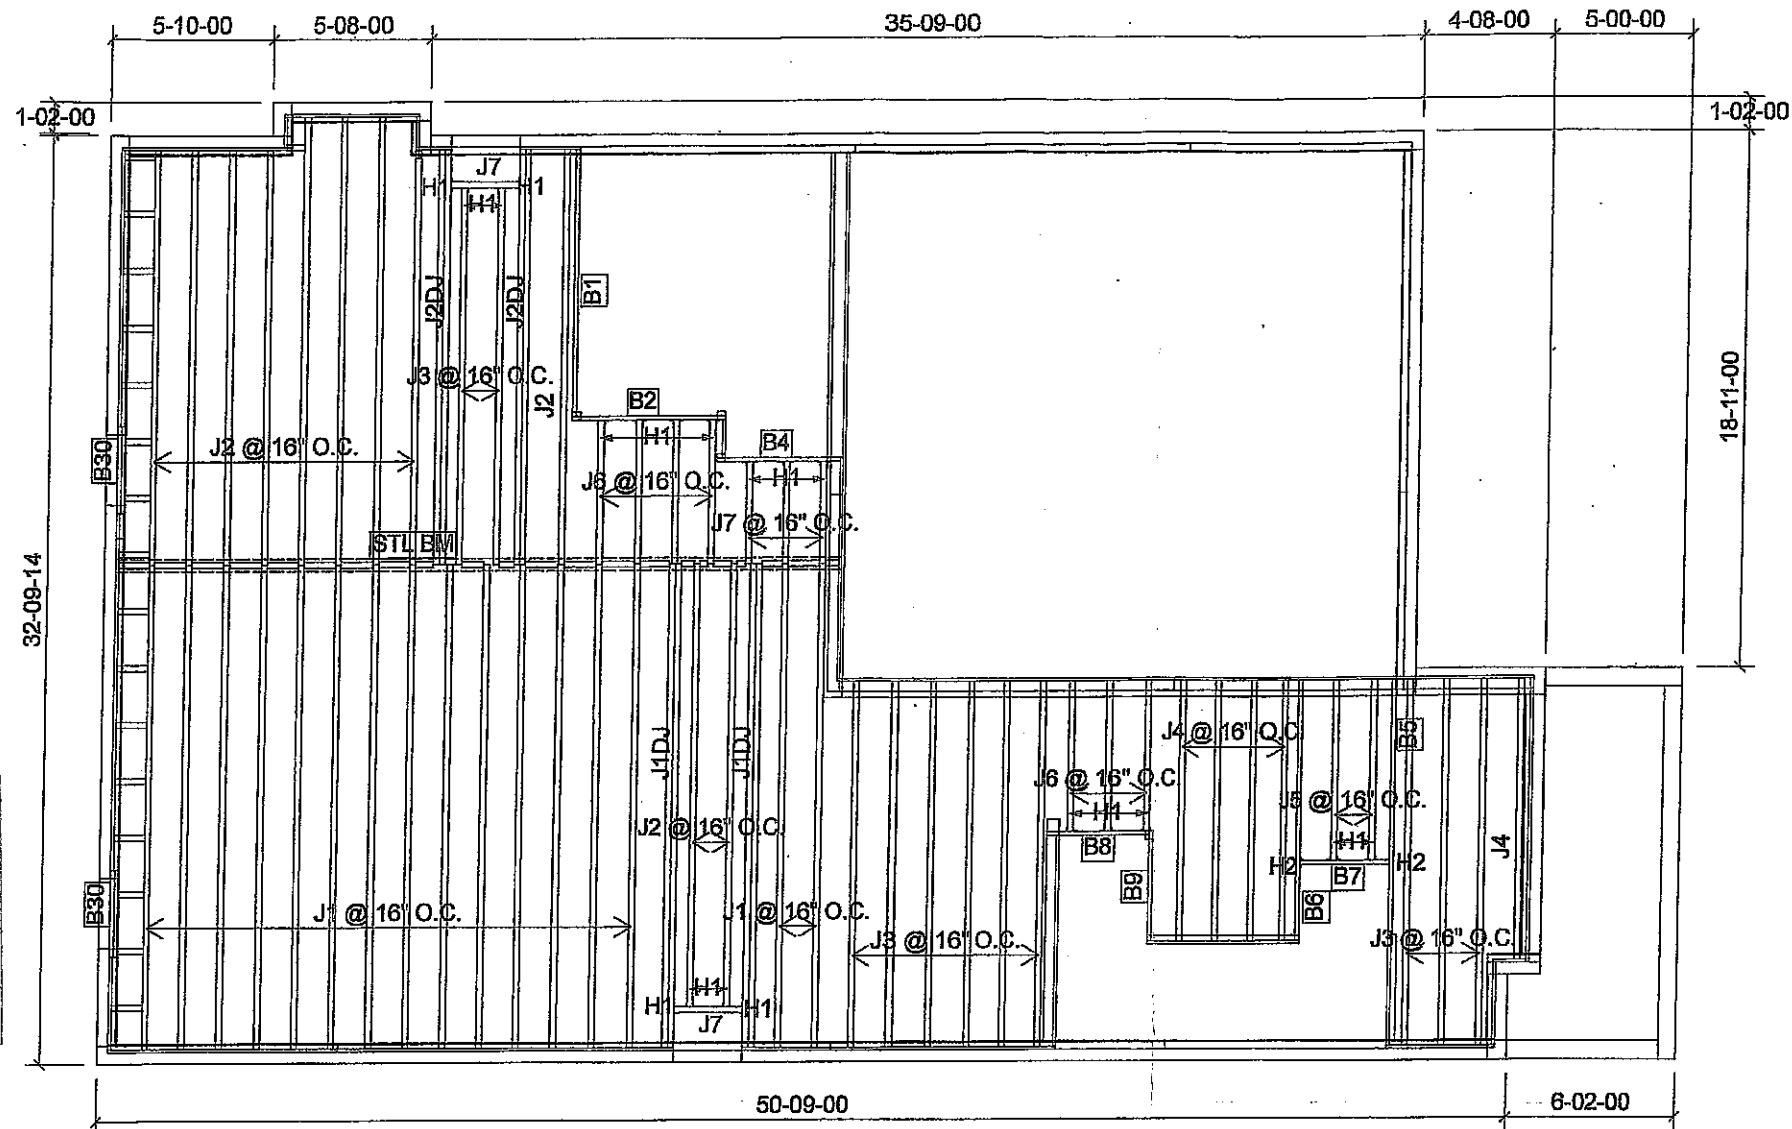 5-10-00
5-08-00
35-09-00
4-08-00
5-00-00
1-02-00
1-02-00
J7
H1
H1
H1
J2DJ
J2DJ
B1
J3 @ 16" O.C.
J2
B2
H1
B4
H1
18-11-00
J2 @ 16" O.C.
B30
J6 @ 16" O.C.
J7 @ 16" O.C.
STL BM
32-09-14
J1DJ
J1DJ
B5
J4 @ 16" O.C
J6 @ 16" O.C.
H1
J5 @ 16" O.C.
H1
J2 @ 16" O.C.
B8
J4
H2
B7
H2
B9
B6
B30
J1 @ 16" O.C.
J1 @ 16" O.C.
J3 @ 16" O.C.
J3 @ 16" O.C.
H1
H1
H1
J7
50-09-00
6-02-00